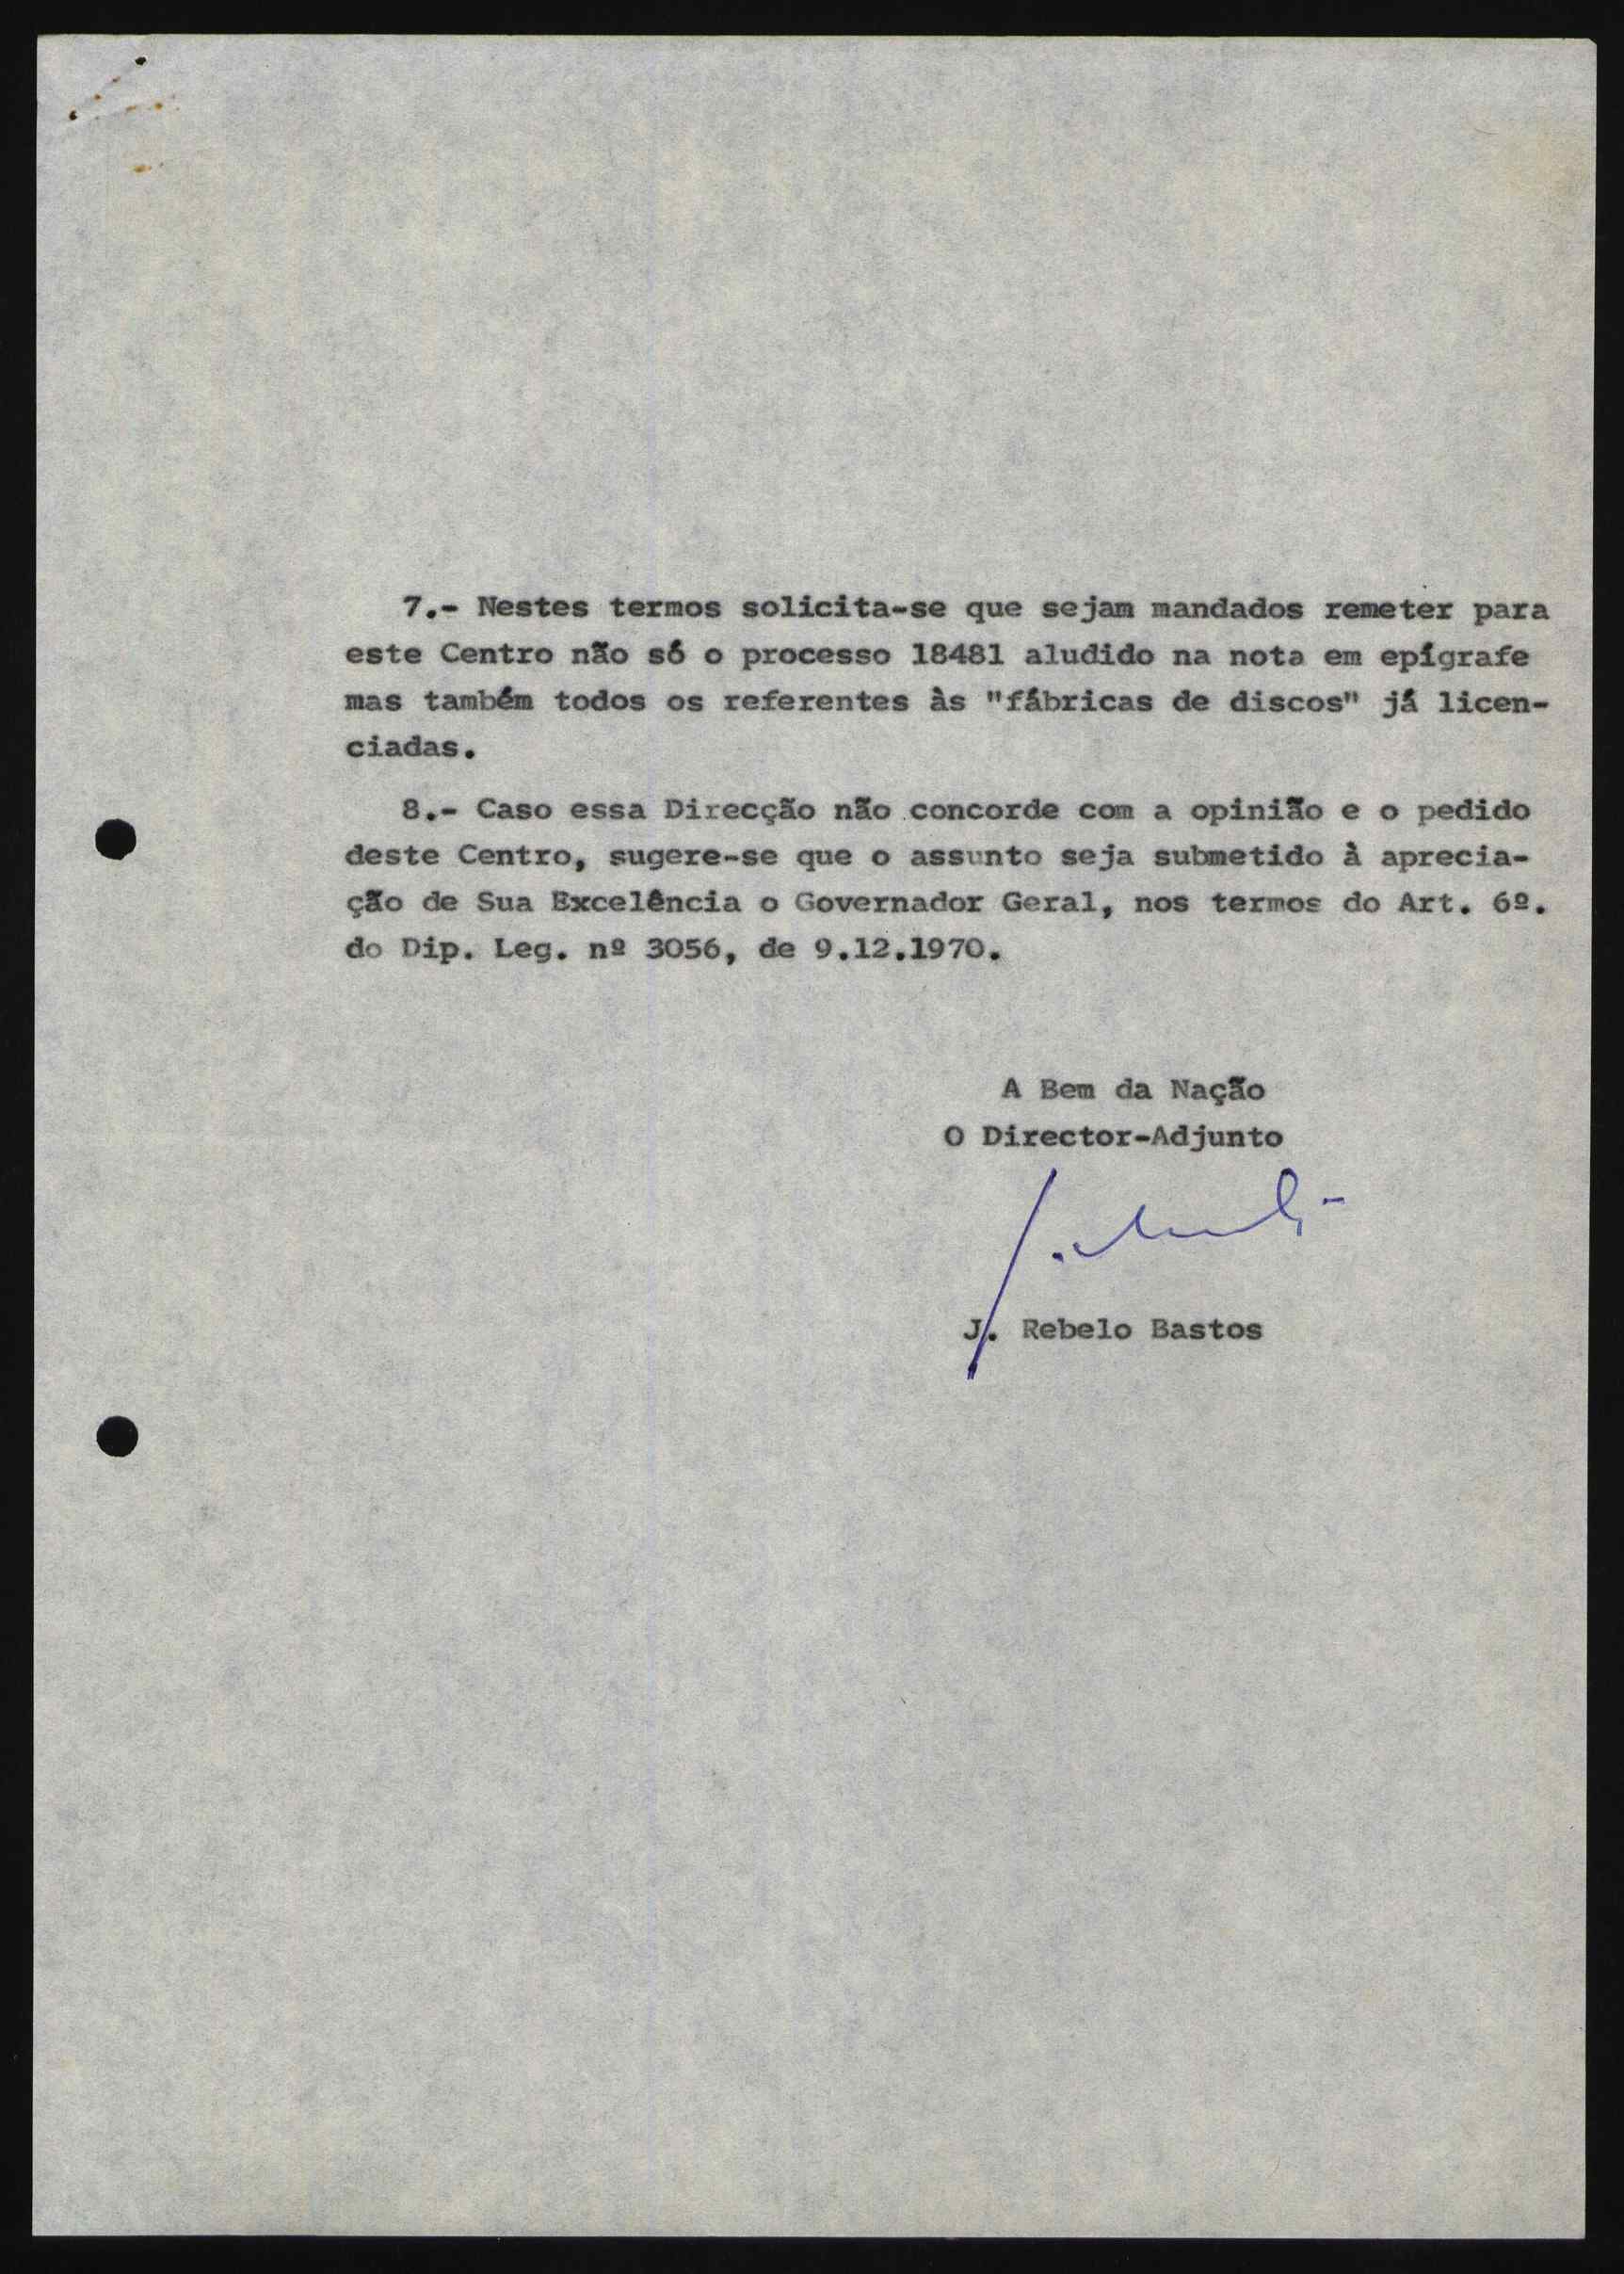 7.- Nestes termos solicita-se que sejam mandados remeter para
este Centro não só o processo 18481 aludido na nota em epígrafe
mas também todos os referentes às "fábricas de discos" já licen-
ciadas.
8.- Caso essa Direcção não concorde com a opinião e o pedido
deste Centro, sugere-se que o assunto seja submetido à aprecia-
ção de Sua Excelência o Governador Geral, nos termos do Art. 6º.
do Dip. Leg. nº 3056, de 9.12.1970.
A Bem da Nação
O Director-Adjunto
J. Rebelo Bastos